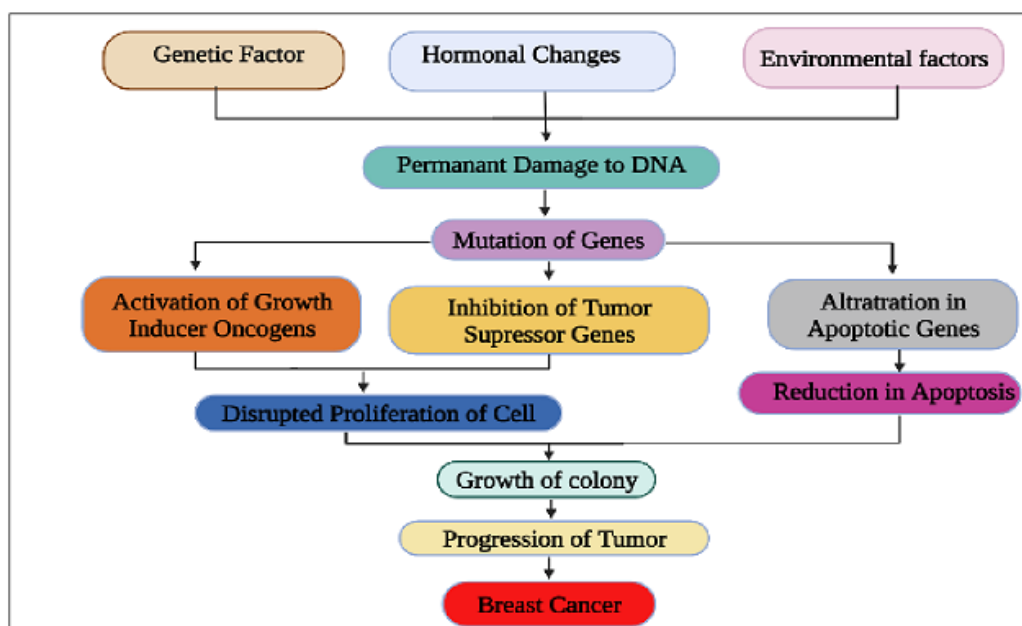 Genetic Factor
Hormonal Changes
Environmental factors
Permanant Damage to DNA
Mutation of Genes
Activation of Growth
Inducer Oncogens
Inhibition of Tumor
Supressor Genes
Altratration in
Apoptotic Genes
Reduction in Apoptosis
Disrupted Proliferation of Cell
Growth of colony
Progression of Tumor
Breast Cancer